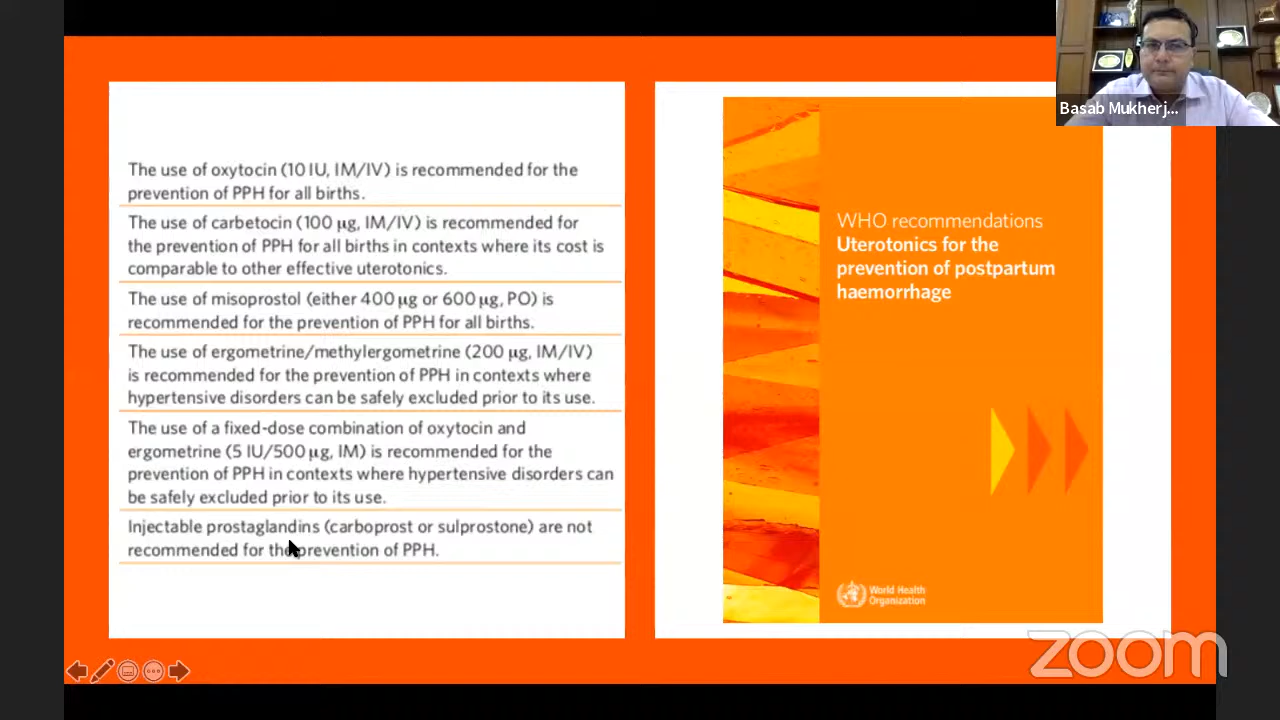 The use of oxytocin (10 IU, IM/IV) is recommended for the
prevention of PPH for all births.
The use of carbetocin (100 µg, IM/IV) is recommended for
the prevention of PPH for all births in contexts where its cost is
comparable to other effective uterotonics.
The use of misoprostol (either 400 µg or 600 µg, PO) is
recommended for the prevention of PPH for all births.
The use of ergometrine/methylergometrine (200 µg, IM/IV)
is recommended for the prevention of PPH in contexts where
hypertensive disorders can be safely excluded prior to its use.
The use of a fixed-dose combination of oxytocin and
ergometrine (5 IU/500 µg, IM) is recommended for the
prevention of PPH in contexts where hypertensive disorders can
be safely excluded prior to its use.
Injectable prostaglandins (carboprost or sulprostone) are not
recommended for the prevention of PPH.
WHO recommendations
Uterotonics for the
prevention of postpartum
haemorrhage
World Health
Organization
Basab Mukherj...
zoom